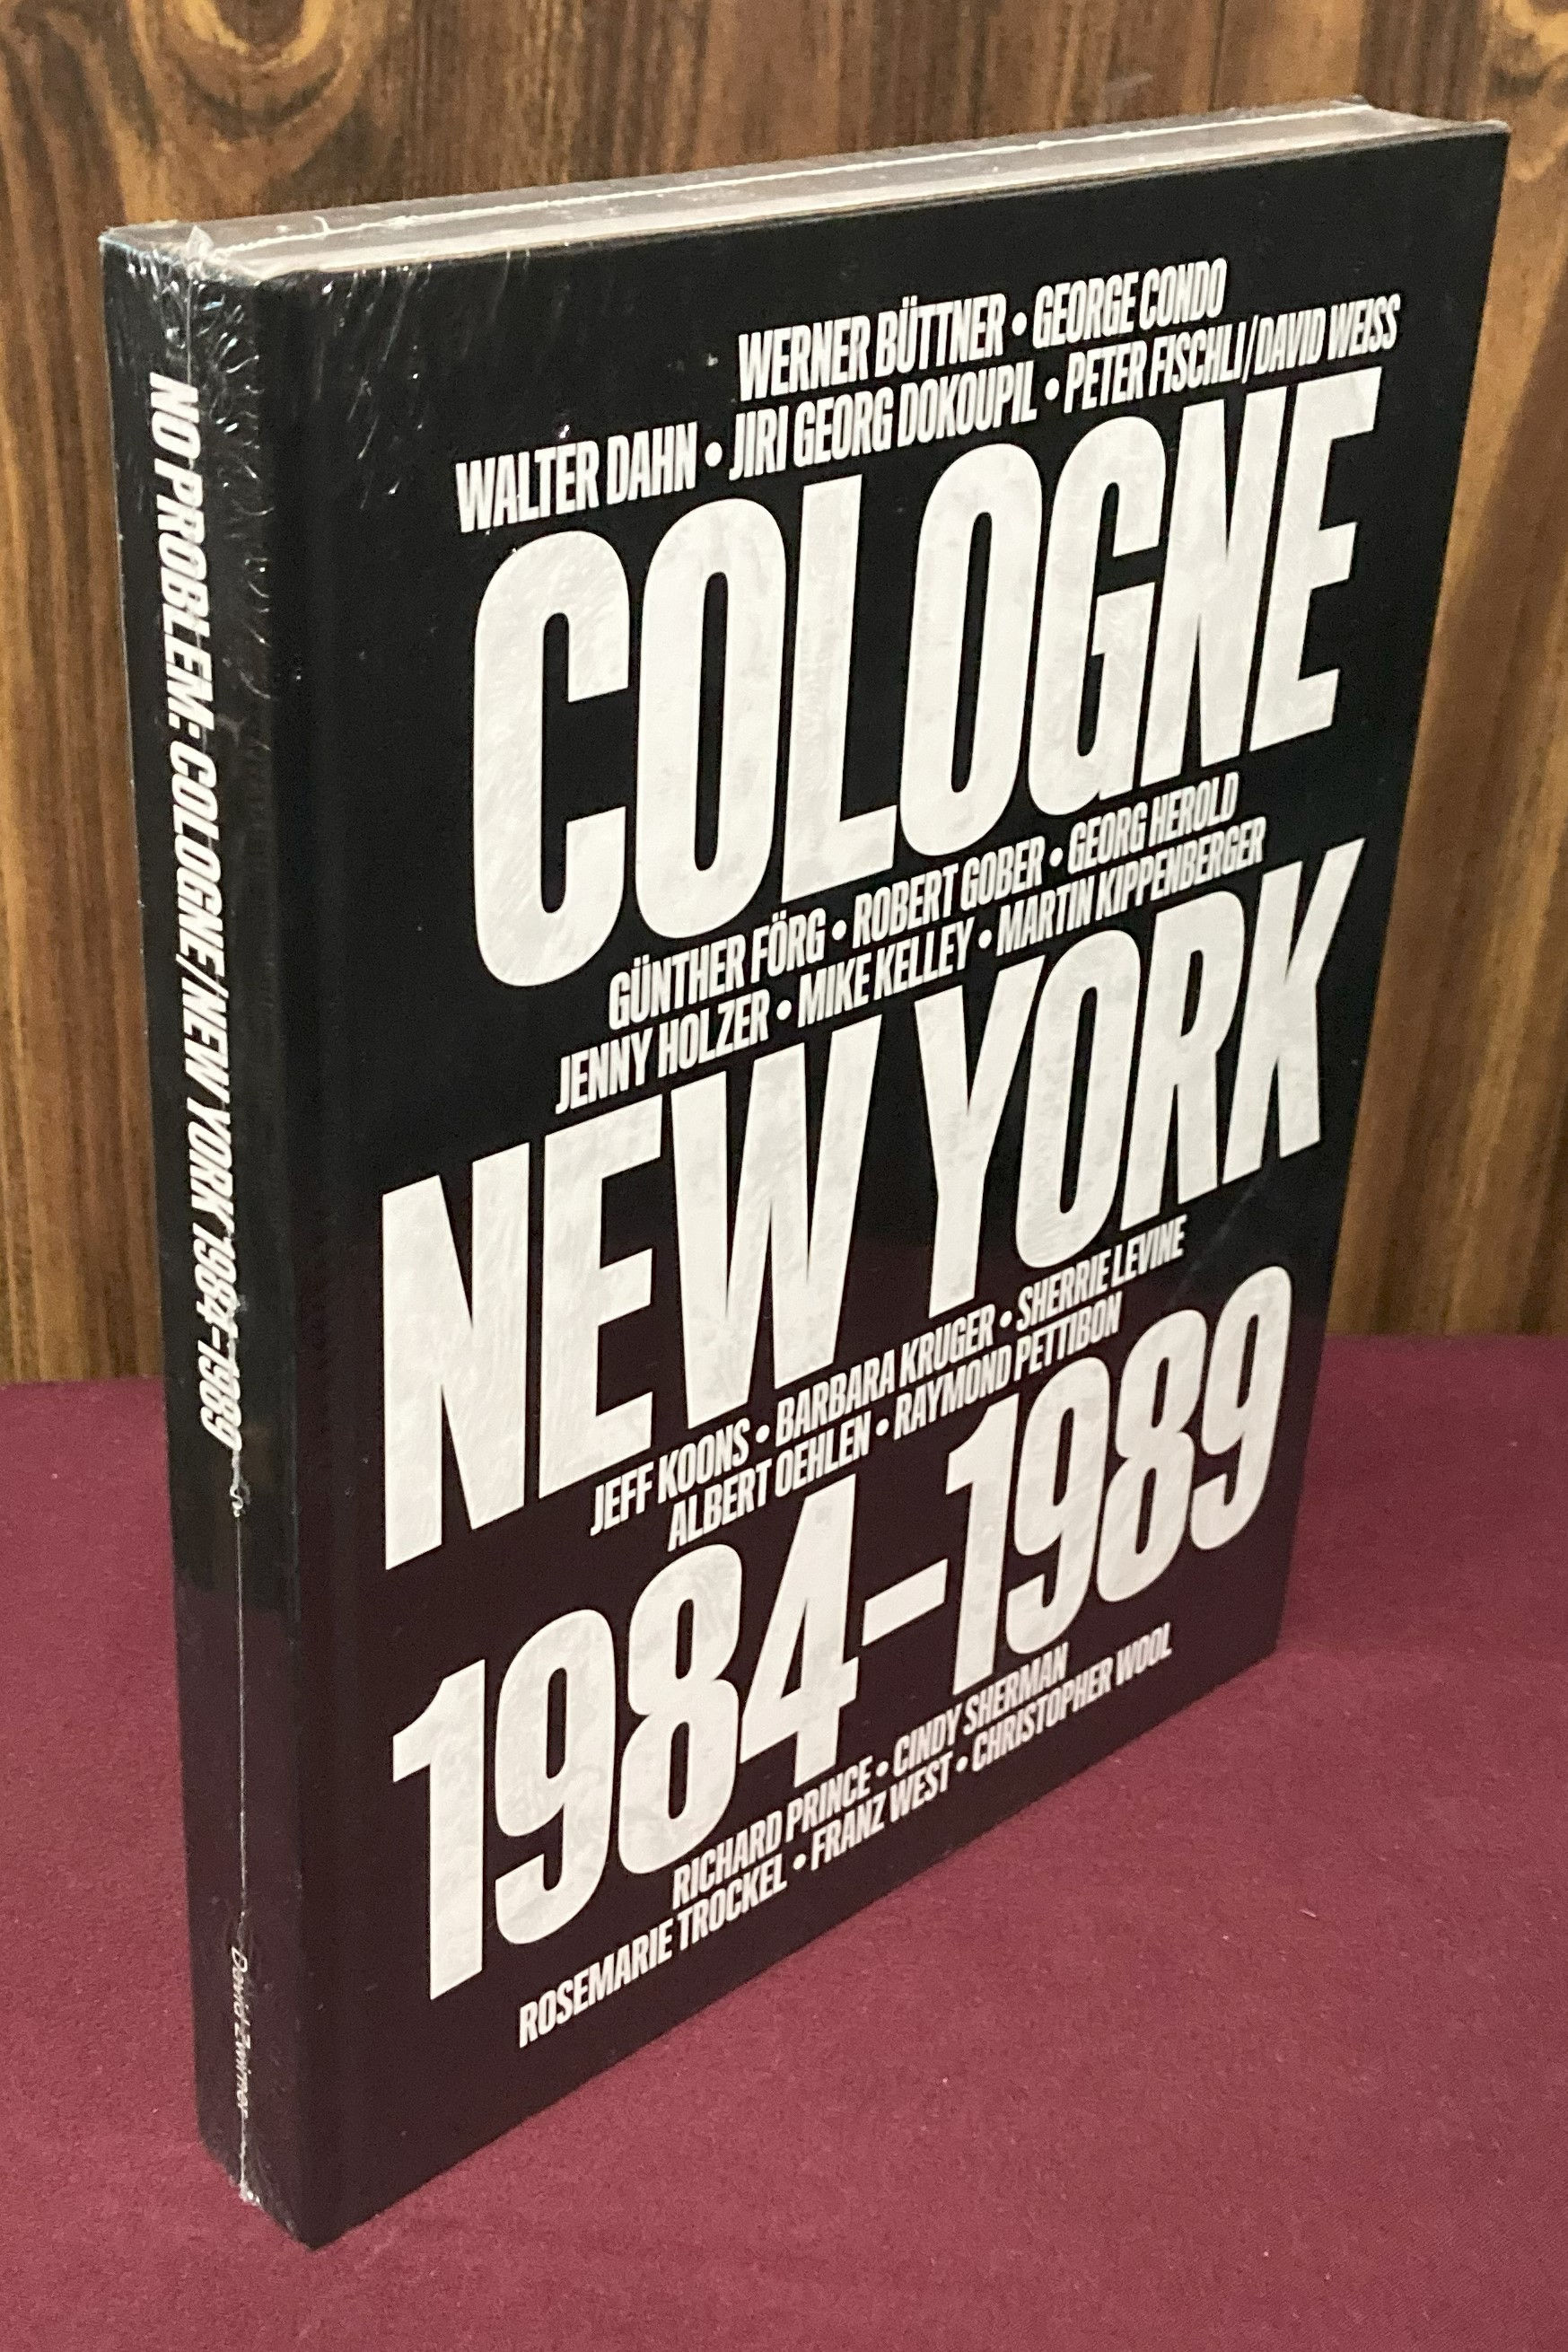 NO PROBLEM: COLOGNE/NEW YORK 1984–1989
David Zwirner
WERNER BÜTTNER • GEORGE CONDO
WALTER DAHN • JIRI GEORG DOKOUPIL • PETER FISCHLI/DAVID WEISS
COLOGNE
GÜNTHER FÖRG • ROBERT GOBER • GEORG HEROLD
JENNY HOLZER • MIKE KELLEY • MARTIN KIPPENBERGER
NEW YORK
JEFF KOONS • BARBARA KRUGER • SHERRIE LEVINE
ALBERT OEHLEN • RAYMOND PETTIBON
1984–1989
RICHARD PRINCE • CINDY SHERMAN
ROSEMARIE TROCKEL • FRANZ WEST • CHRISTOPHER WOOL